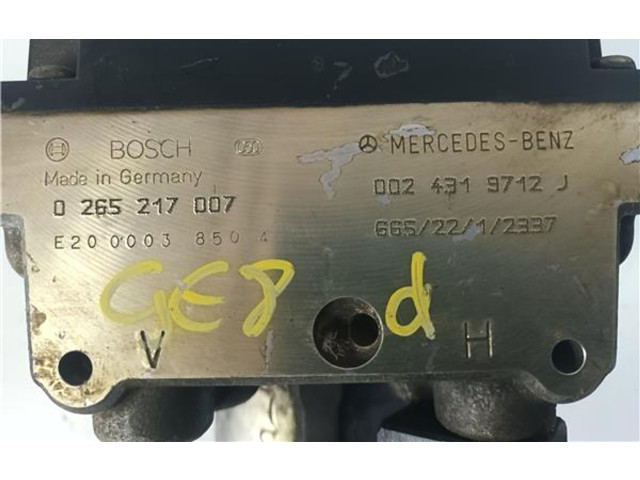 BOSCH
MERCEDES-BENZ
Made in Germany
002 431 9712 J
0 265 217 007
665/22/1/2337
E20 0003 850 4
GE8 d
V H